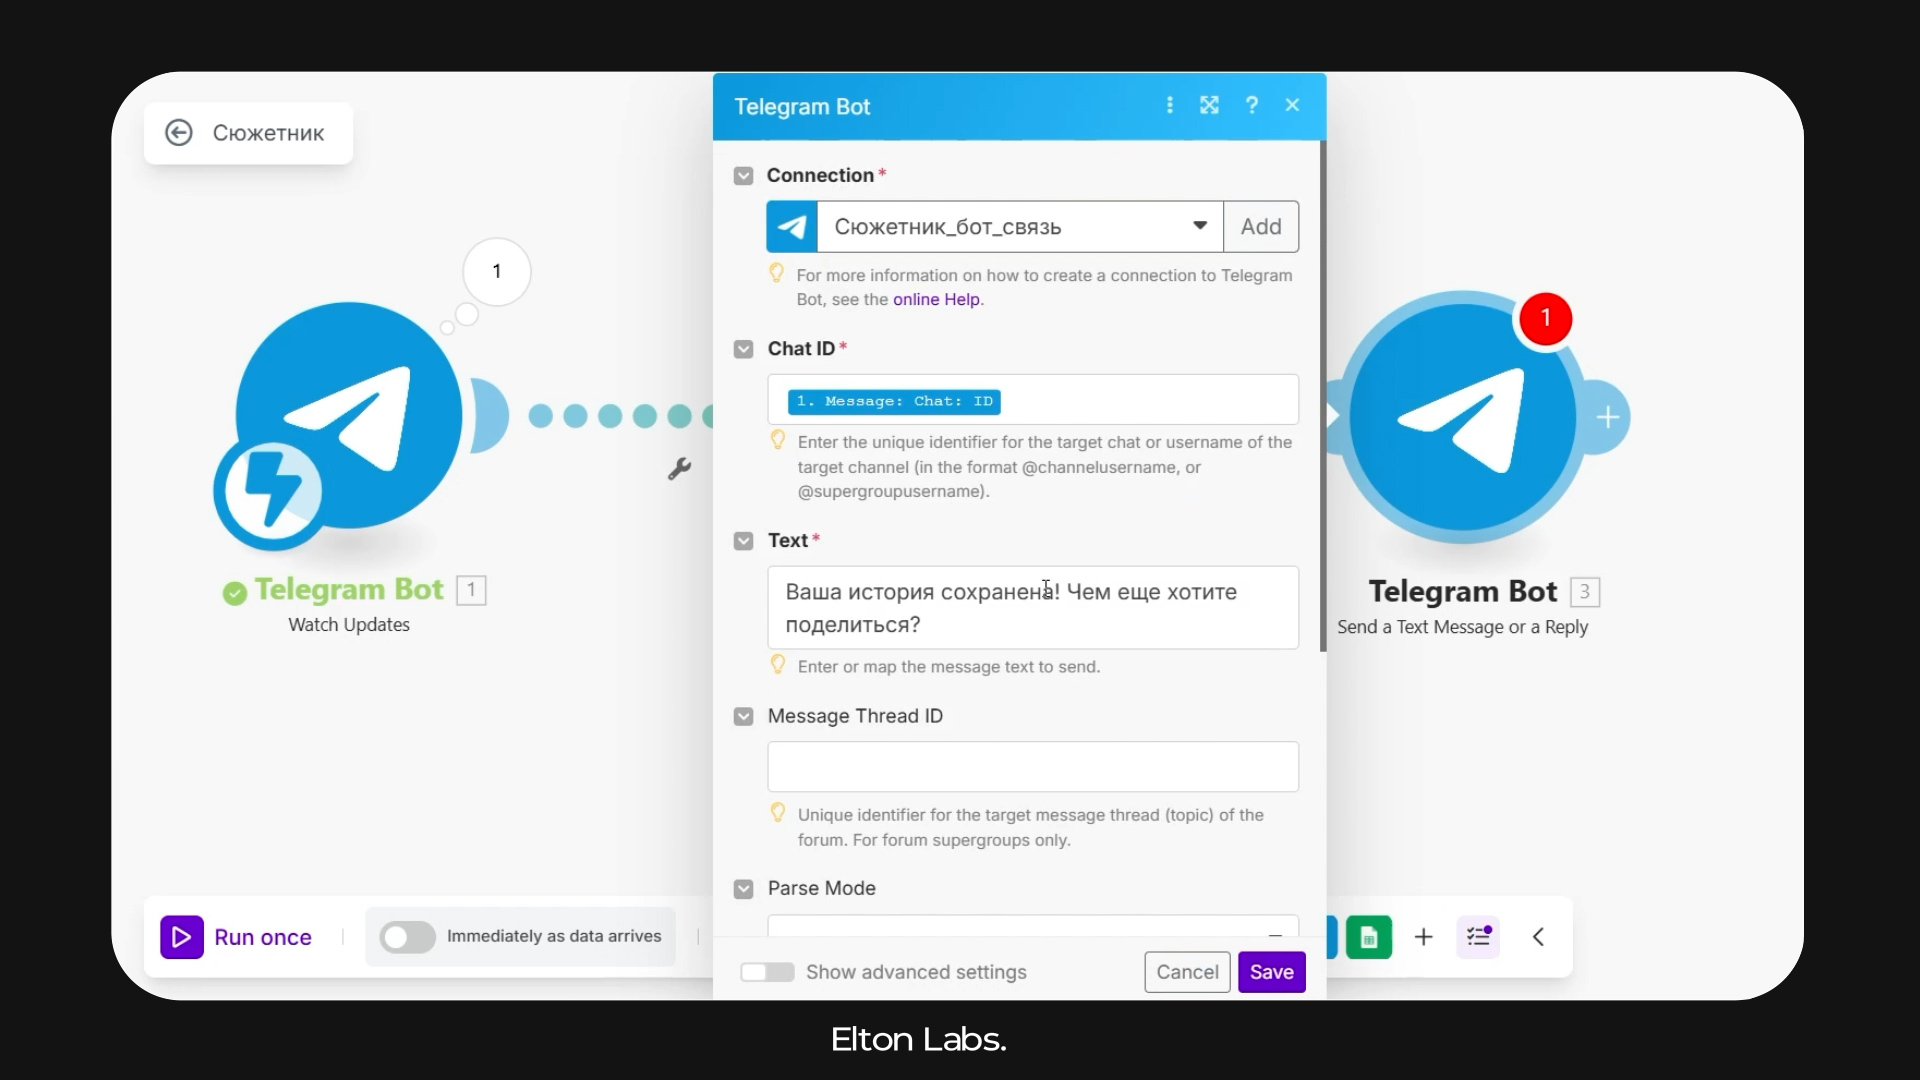 Сюжетник
1
Telegram Bot 1
Watch Updates
Run once
Immediately as data arrives
Telegram Bot
?
Connection *
Сюжетник_бот_связь
Add
For more information on how to create a connection to Telegram
Bot, see the online Help.
Chat ID *
1. Message: Chat: ID
Enter the unique identifier for the target chat or username of the
target channel (in the format @channelusername, or
@supergroupusername).
Text *
Ваша история сохранена! Чем еще хотите
поделиться?
Enter or map the message text to send.
Message Thread ID
Unique identifier for the target message thread (topic) of the
forum. For forum supergroups only.
Parse Mode
Show advanced settings
Cancel
Save
1
Telegram Bot 3
Send a Text Message or a Reply
Elton Labs.